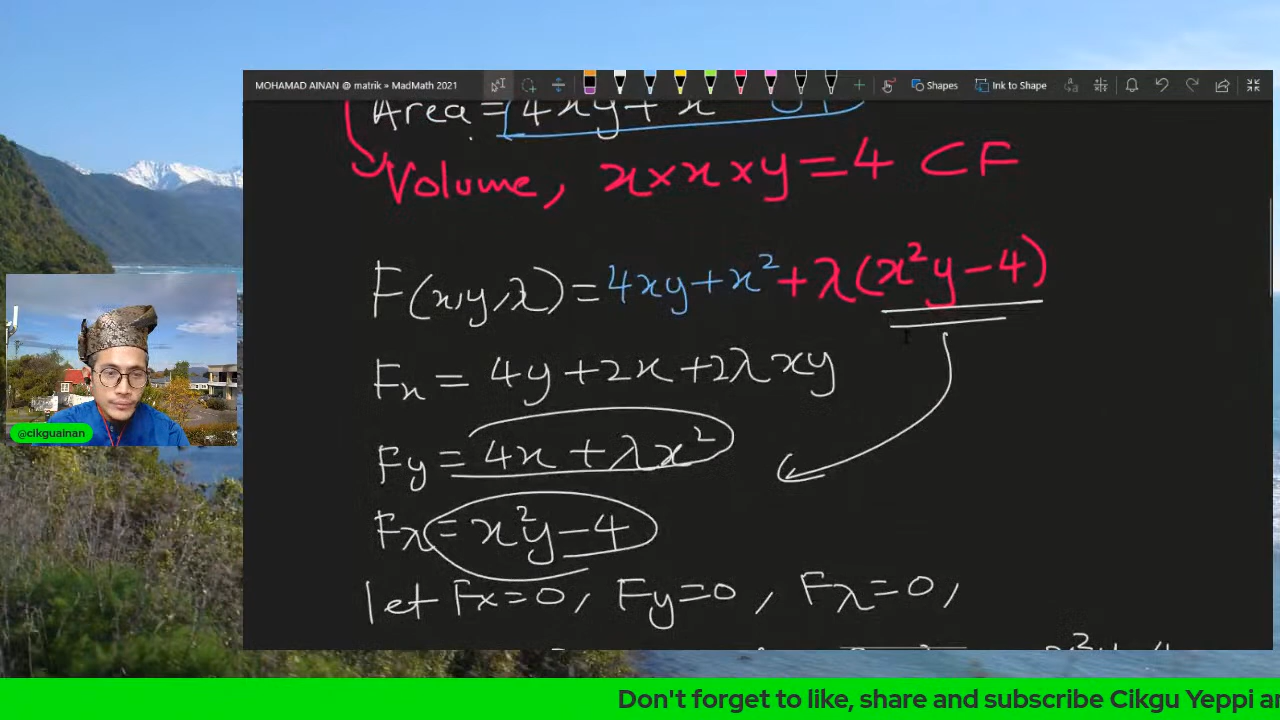 MOHAMAD AINAN @ matrik » MadMath 2021
Shapes
Ink to Shape
Area = 4xy + x
Volume, x × x × y = 4 CF
F(x,y,λ) = 4xy + x² + λ(x²y − 4)
Fx = 4y + 2x + 2λxy
Fy = 4x + λx²
Fλ = x²y − 4
let Fx = 0, Fy = 0, Fλ = 0,
@cikguainan
Don't forget to like, share and subscribe Cikgu Yeppi